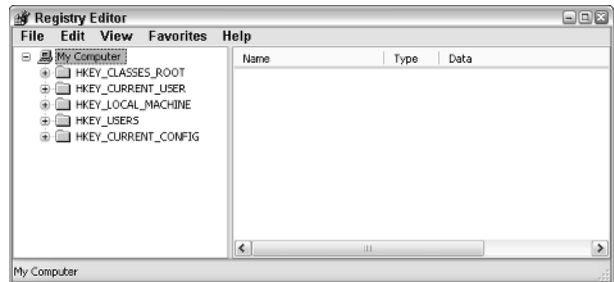 Registry Editor
File Edit View Favorites Help
My Computer Name Type Data
HKEY_CLASSES_ROOT
HKEY_CURRENT_USER
HKEY_LOCAL_MACHINE
HKEY_USERS
HKEY_CURRENT_CONFIG
My Computer